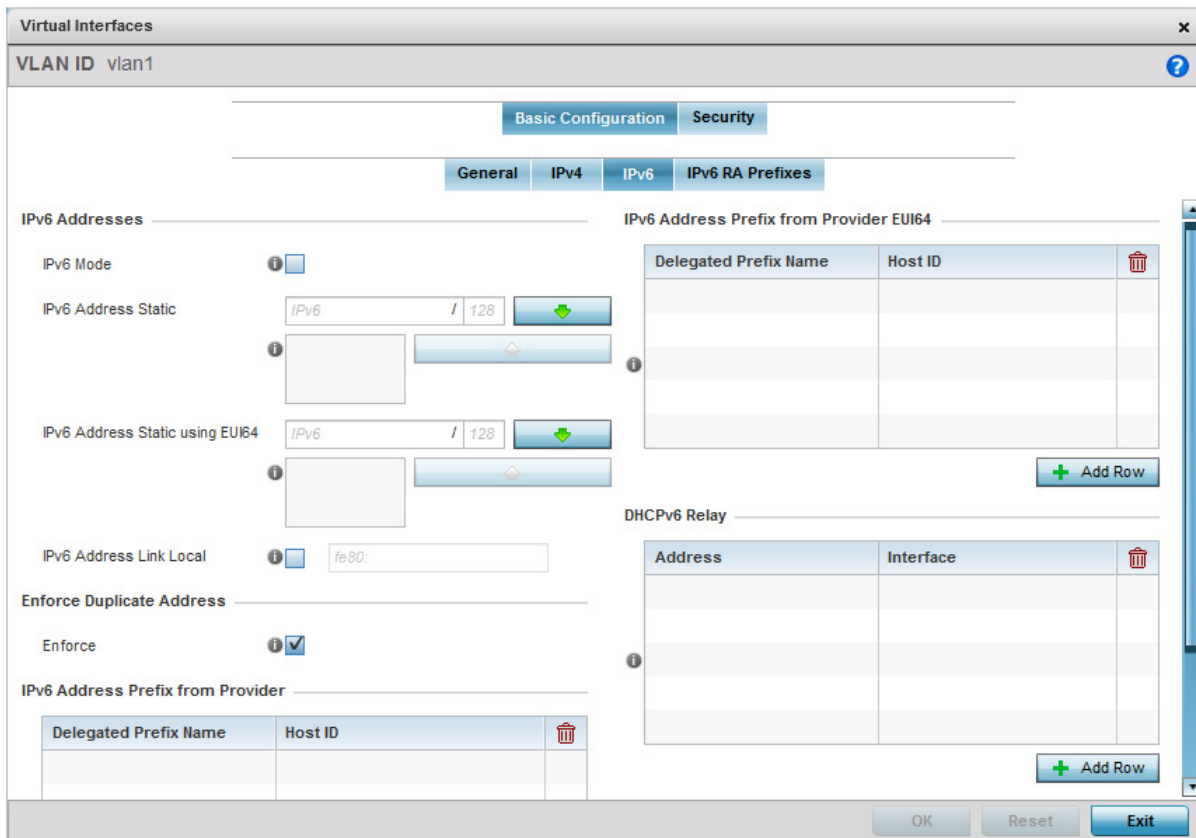 Virtual Interfaces
VLAN ID vlan1
Basic Configuration Security
General IPv4 IPv6 IPv6 RA Prefixes
IPv6 Addresses
IPv6 Mode
IPv6 Address Static
IPv6 / 128
IPv6 Address Static using EUI64
IPv6 / 128
IPv6 Address Link Local
fe80:
Enforce Duplicate Address
Enforce
IPv6 Address Prefix from Provider
Delegated Prefix Name Host ID
IPv6 Address Prefix from Provider EUI64
Delegated Prefix Name Host ID
Add Row
DHCPv6 Relay
Address Interface
Add Row
OK Reset Exit